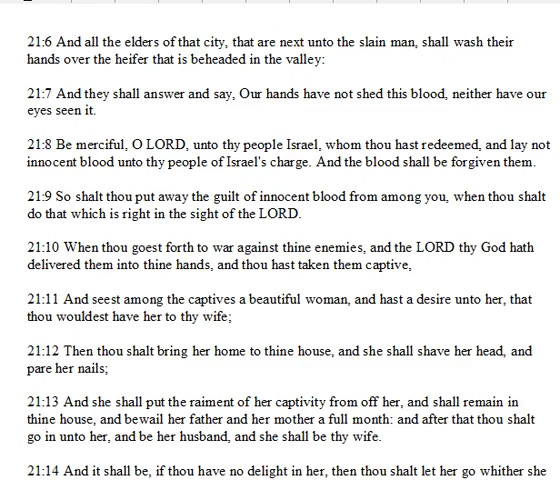 21:6 And all the elders of that city, that are next unto the slain man, shall wash their
hands over the heifer that is beheaded in the valley:
21:7 And they shall answer and say, Our hands have not shed this blood, neither have our
eyes seen it.
21:8 Be merciful, O LORD, unto thy people Israel, whom thou hast redeemed, and lay not
innocent blood unto thy people of Israel's charge. And the blood shall be forgiven them.
21:9 So shalt thou put away the guilt of innocent blood from among you, when thou shalt
do that which is right in the sight of the LORD.
21:10 When thou goest forth to war against thine enemies, and the LORD thy God hath
delivered them into thine hands, and thou hast taken them captive,
21:11 And seest among the captives a beautiful woman, and hast a desire unto her, that
thou wouldest have her to thy wife;
21:12 Then thou shalt bring her home to thine house, and she shall shave her head, and
pare her nails;
21:13 And she shall put the raiment of her captivity from off her, and shall remain in
thine house, and bewail her father and her mother a full month: and after that thou shalt
go in unto her, and be her husband, and she shall be thy wife.
21:14 And it shall be, if thou have no delight in her, then thou shalt let her go whither she